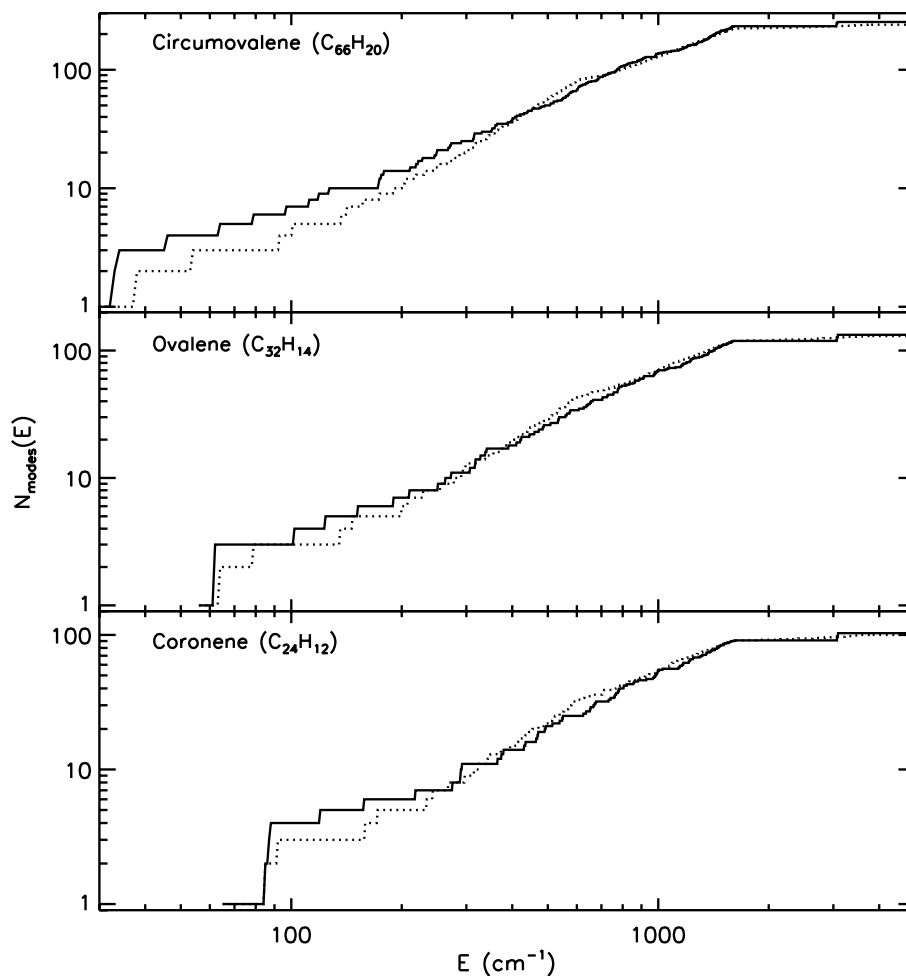 Circumovalene (C₆₆H₂₀)
100
10
1
Ovalene (C₃₂H₁₄)
100
10
1
N_modes(E)
Coronene (C₂₄H₁₂)
100
10
1
100 1000
E (cm⁻¹)